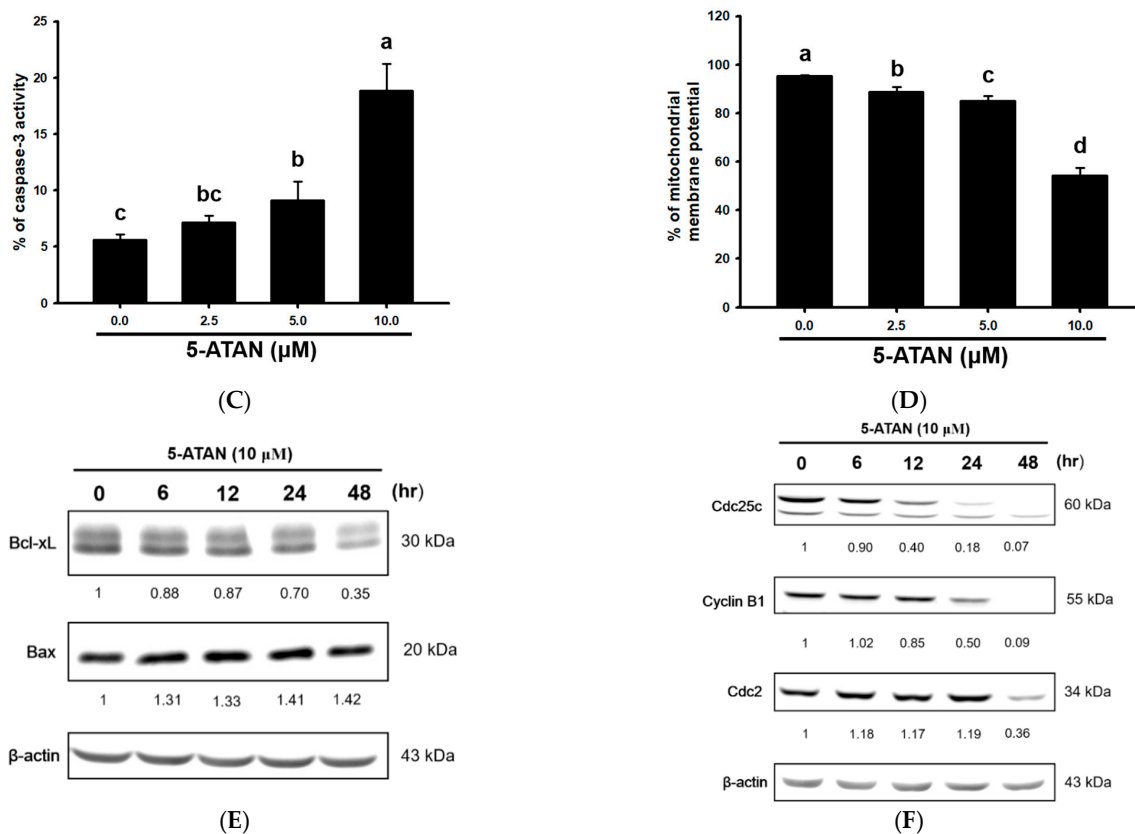 25
20
15
10
5
0
% of caspase-3 activity
c
bc
b
a
0.0 2.5 5.0 10.0
5-ATAN (µM)
(C)
120
100
80
60
40
20
0
% of mitochondrial
membrane potential
a
b
c
d
0.0 2.5 5.0 10.0
5-ATAN (µM)
(D)
5-ATAN (10 µM)
0 6 12 24 48 (hr)
Bcl-xL 30 kDa
1 0.88 0.87 0.70 0.35
Bax 20 kDa
1 1.31 1.33 1.41 1.42
β-actin 43 kDa
(E)
5-ATAN (10 µM)
0 6 12 24 48 (hr)
Cdc25c 60 kDa
1 0.90 0.40 0.18 0.07
Cyclin B1 55 kDa
1 1.02 0.85 0.50 0.09
Cdc2 34 kDa
1 1.18 1.17 1.19 0.36
β-actin 43 kDa
(F)